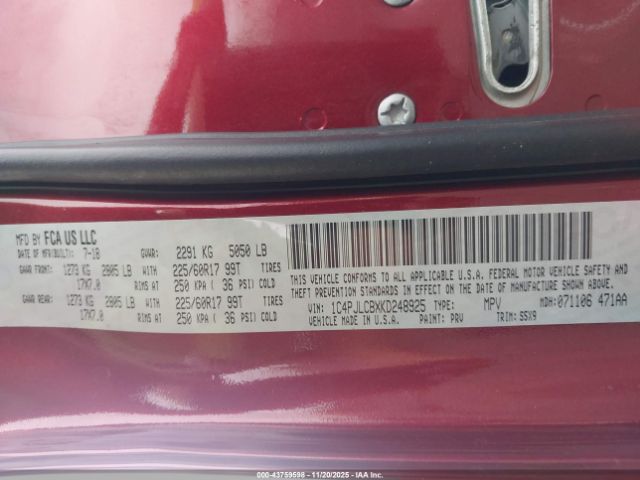 MFD BY FCA US LLC
DATE OF MFR(BUILT): 7-18 GVWR: 2291 KG 5050 LB
GAWR FRONT: 1273 KG 2805 LB WITH 225/60R17 99T TIRES
17X7.0 RIMS AT 250 KPA ( 36 PSI) COLD
GAWR REAR: 1273 KG 2805 LB WITH 225/60R17 99T TIRES
17X7.0 RIMS AT 250 KPA ( 36 PSI) COLD
THIS VEHICLE CONFORMS TO ALL APPLICABLE U.S.A. FEDERAL MOTOR VEHICLE SAFETY
AND THEFT PREVENTION STANDARDS IN EFFECT ON THE DATE OF MANUFACTURE SHOWN ABOVE.
VIN: 1C4PJLCBXKD248925 TYPE: MPV MDH: 071106 471AA
VEHICLE MADE IN U.S.A. PAINT: PRV TRIM: S5X9
000-43759598 - 11/20/2025 - IAA Inc.